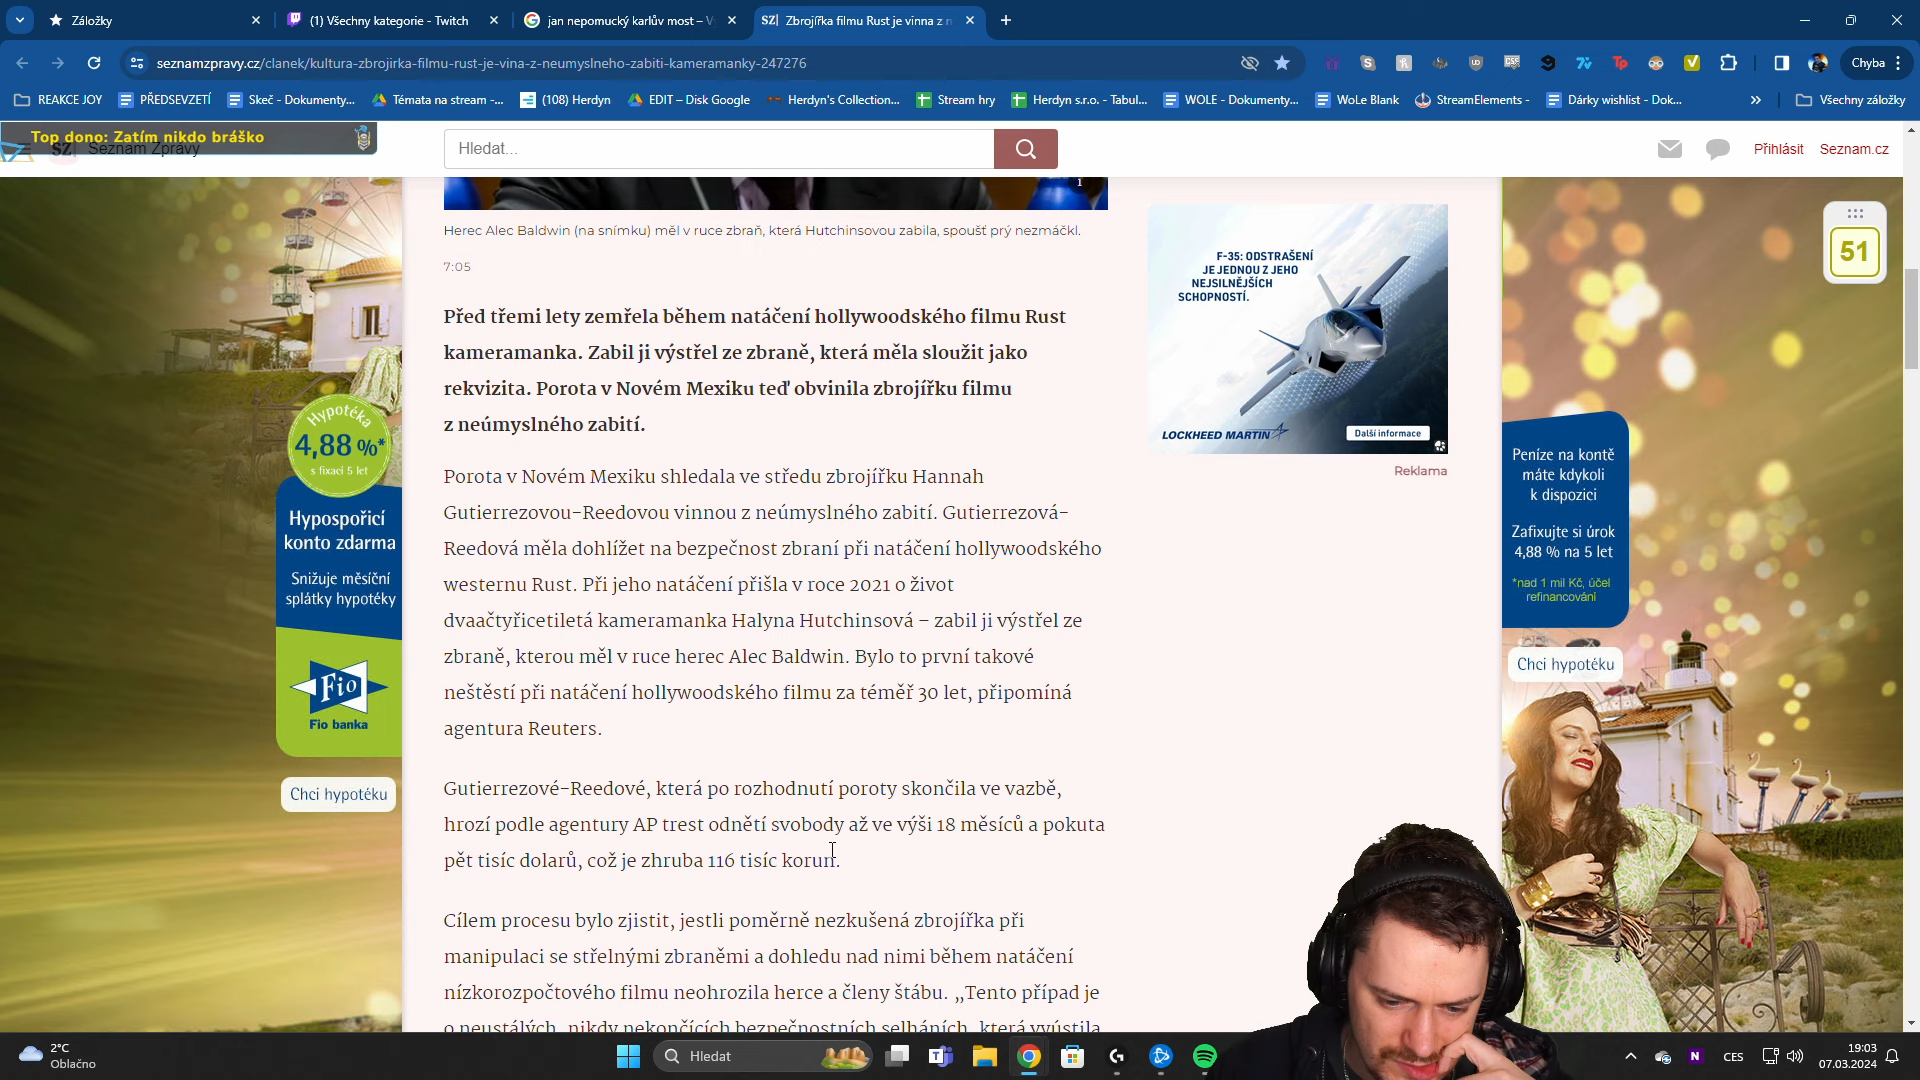 Záložky
(1) Všechny kategorie - Twitch
jan nepomucký karlův most – V
SZ Zbrojířka filmu Rust je vinna z n
seznamzpravy.cz/clanek/kultura-zbrojirka-filmu-rust-je-vina-z-neumyslneho-zabiti-kameramanky-247276
Chyba
REAKCE JOY
PŘEDSEVZETÍ
Skeč - Dokumenty...
Témata na stream -...
(108) Herdyn
EDIT – Disk Google
Herdyn's Collection...
Stream hry
Herdyn s.r.o. - Tabul...
WOLE - Dokumenty...
WoLe Blank
StreamElements -
Dárky wishlist - Dok...
Všechny záložky
Top dono: Zatím nikdo bráško
SZ Seznam Zprávy
Hledat...
Přihlásit
Seznam.cz
Herec Alec Baldwin (na snímku) měl v ruce zbraň, která Hutchinsovou zabila, spoušť prý nezmáčkl.
7:05
Před třemi lety zemřela během natáčení hollywoodského filmu Rust
kameramanka. Zabil ji výstřel ze zbraně, která měla sloužit jako
rekvizita. Porota v Novém Mexiku teď obvinila zbrojířku filmu
z neúmyslného zabití.
Porota v Novém Mexiku shledala ve středu zbrojířku Hannah
Gutierrezovou-Reedovou vinnou z neúmyslného zabití. Gutierrezová-
Reedová měla dohlížet na bezpečnost zbraní při natáčení hollywoodského
westernu Rust. Při jeho natáčení přišla v roce 2021 o život
dvaačtyřicetiletá kameramanka Halyna Hutchinsová – zabil ji výstřel ze
zbraně, kterou měl v ruce herec Alec Baldwin. Bylo to první takové
neštěstí při natáčení hollywoodského filmu za téměř 30 let, připomíná
agentura Reuters.
Gutierrezové-Reedové, která po rozhodnutí poroty skončila ve vazbě,
hrozí podle agentury AP trest odnětí svobody až ve výši 18 měsíců a pokuta
pět tisíc dolarů, což je zhruba 116 tisíc korun.
Cílem procesu bylo zjistit, jestli poměrně nezkušená zbrojířka při
manipulaci se střelnými zbraněmi a dohledu nad nimi během natáčení
nízkorozpočtového filmu neohrozila herce a členy štábu. „Tento případ je
o neustálých, nikdy nekončících bezpečnostních selháních, která vyústila
F-35: ODSTRAŠENÍ
JE JEDNOU Z JEHO
NEJSILNĚJŠÍCH
SCHOPNOSTÍ.
LOCKHEED MARTIN
Další informace
Reklama
51
Hypotéka
4,88 %*
s fixací 5 let
Hyposporicí
konto zdarma
Snižuje měsíční
splátky hypotéky
Fio
Fio banka
Chci hypotéku
Peníze na kontě
máte kdykoli
k dispozici
Zafixujte si úrok
4,88 % na 5 let
*nad 1 mil Kč, účel
refinancování
Chci hypotéku
2°C
Oblačno
Hledat
CES
19:03
07.03.2024